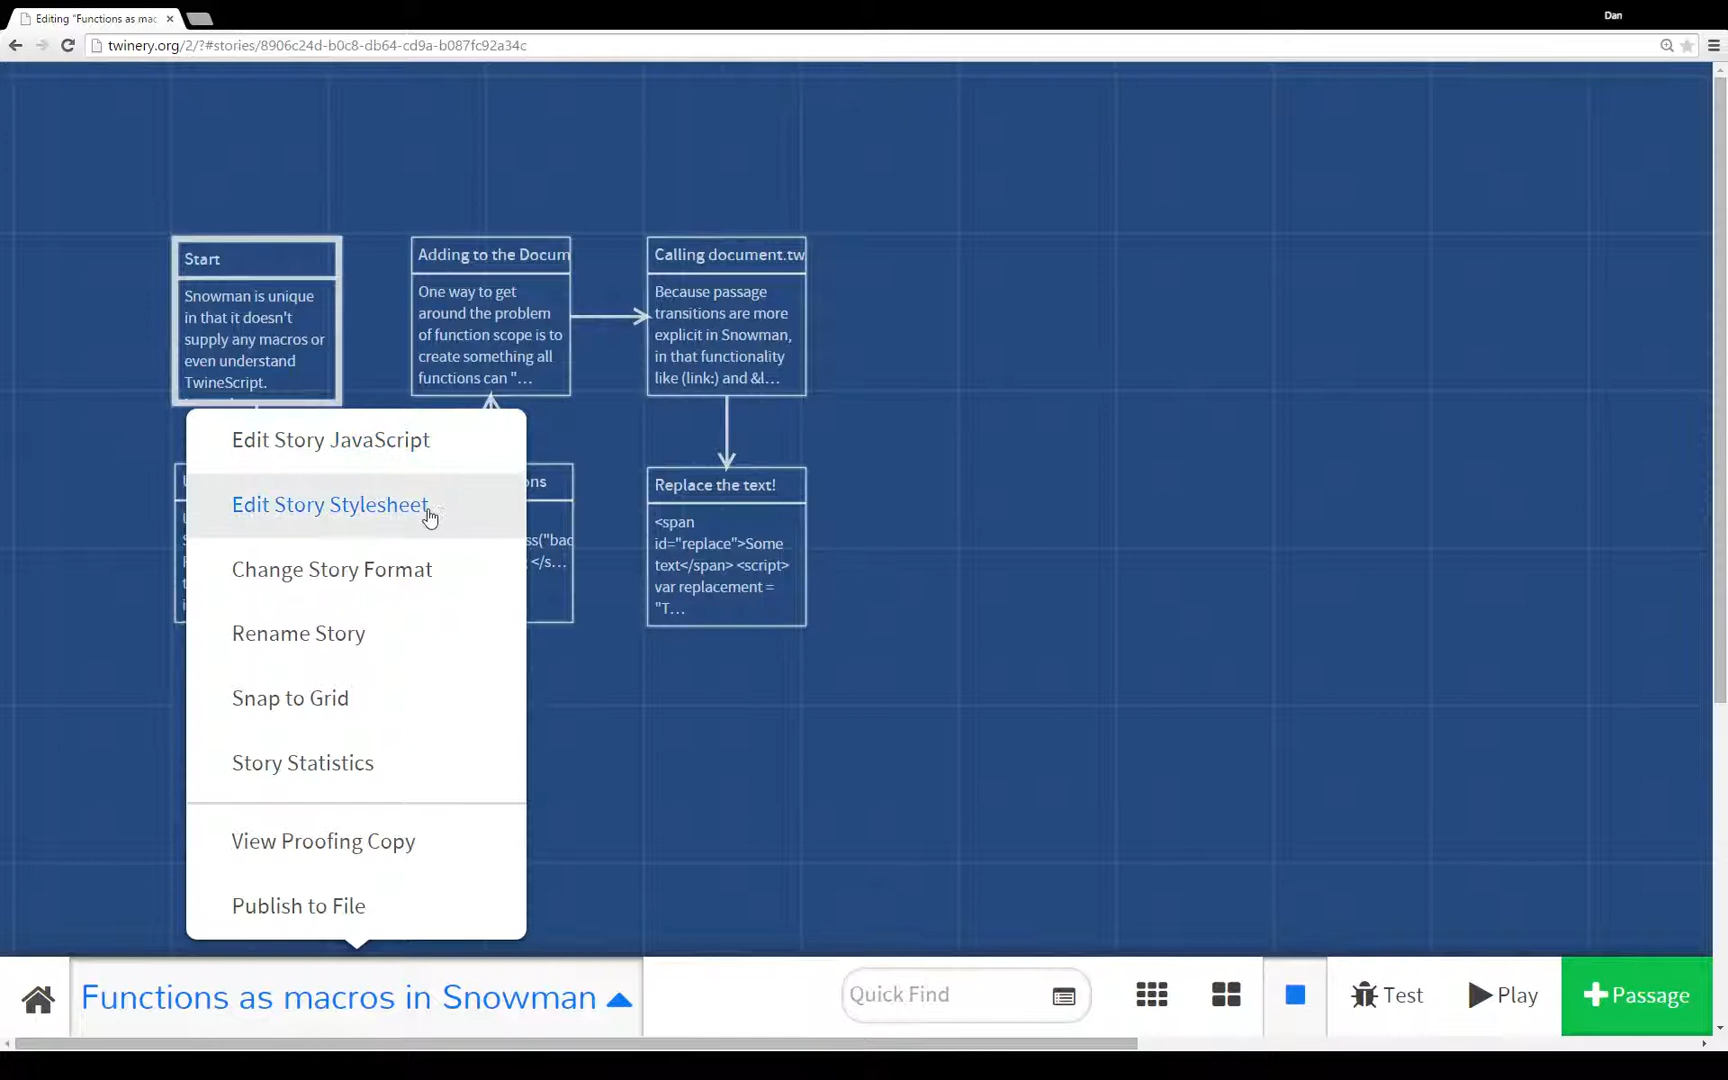 Editing "Functions as mac
Dan
twinery.org/2/?#stories/8906c24d-b0c8-db64-cd9a-b087fc92a34c
Start
Snowman is unique
in that it doesn't
supply any macros or
even understand
TwineScript.
Adding to the Docum
One way to get
around the problem
of function scope is to
create something all
functions can "...
Calling document.tw
Because passage
transitions are more
explicit in Snowman,
in that functionality
like (link:) and &l...
ons
ss("bac
</s...
Replace the text!
<span
id="replace">Some
text</span> <script>
var replacement =
"T...
Edit Story JavaScript
Edit Story Stylesheet
Change Story Format
Rename Story
Snap to Grid
Story Statistics
View Proofing Copy
Publish to File
Functions as macros in Snowman
Quick Find
Test
Play
+Passage